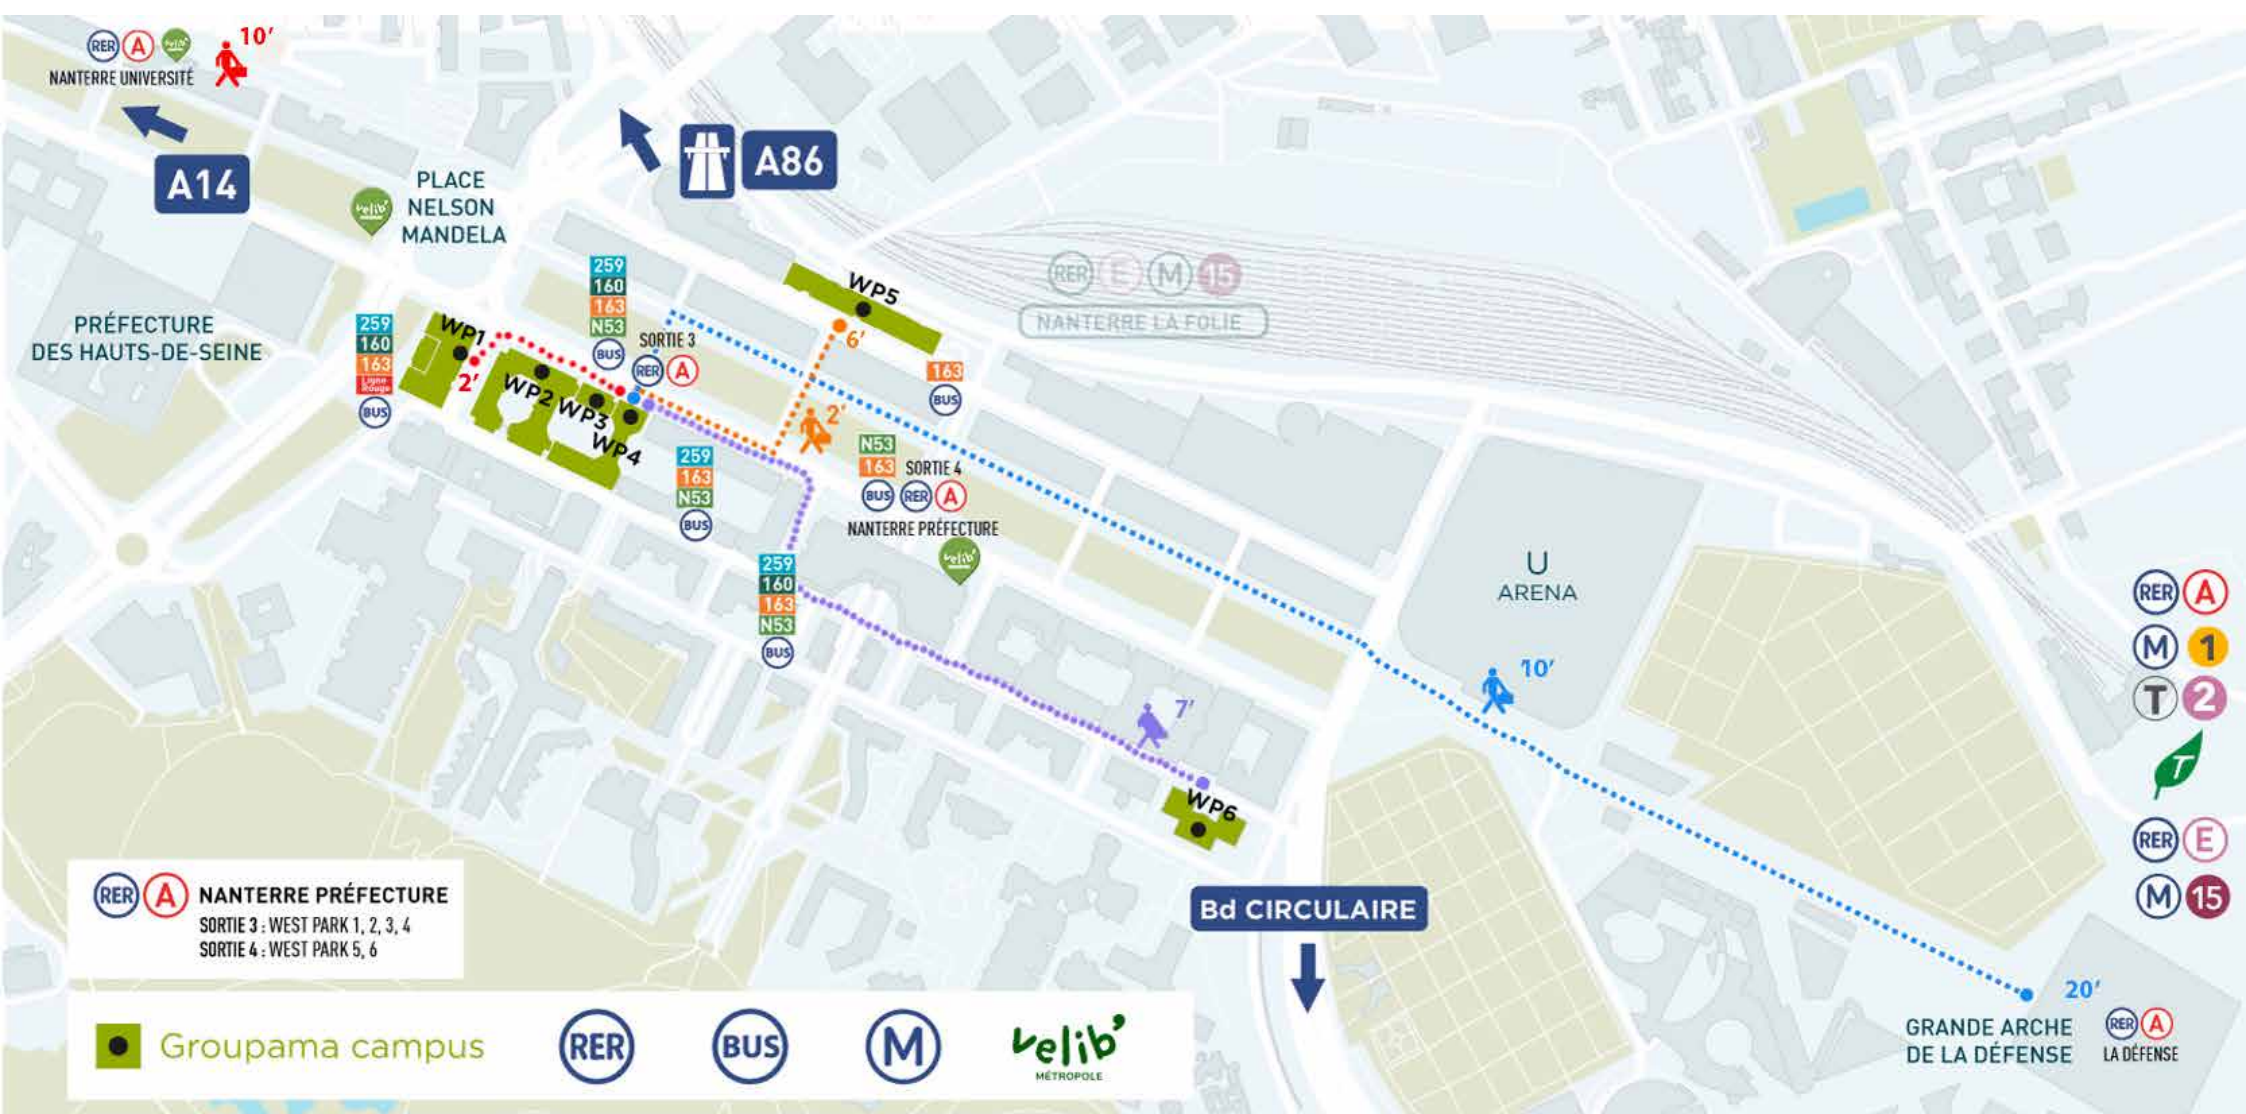 RER A velib'
10’
NANTERRE UNIVERSITÉ
A14
A86
PLACE
NELSON
MANDELA
velib'
PRÉFECTURE
DES HAUTS-DE-SEINE
259
160
163
Ligne
Rouge
BUS
WP1
2’
WP2
WP3
WP4
259
160
163
N53
BUS
SORTIE 3
RER A
WP5
6’
RER E M 15
NANTERRE LA FOLIE
163
BUS
2’
N53
163 SORTIE 4
BUS RER A
NANTERRE PRÉFECTURE
velib'
259
163
N53
BUS
259
160
163
N53
BUS
U
ARENA
10’
7’
WP6
RER A
M 1
T 2
T
RER E
M 15
Bd CIRCULAIRE
20’
GRANDE ARCHE
DE LA DÉFENSE
RER A
LA DÉFENSE
RER A NANTERRE PRÉFECTURE
SORTIE 3 : WEST PARK 1, 2, 3, 4
SORTIE 4 : WEST PARK 5, 6
Groupama campus
RER
BUS
M
velib’
MÉTROPOLE